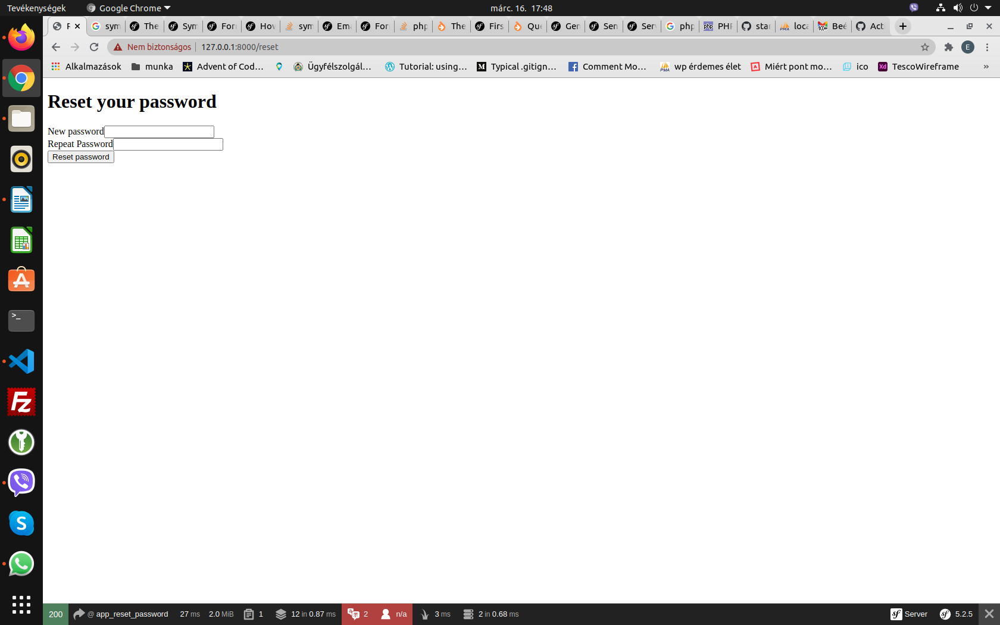 Tevékenységek
Google Chrome
márc. 16. 17:48
sym
The
Sym
For
Hov
sym
Ema
For
php
The
Firs
Que
Gen
Sen
Ser
php
PHP
star
loca
Beé
Act
Nem biztonságos
127.0.0.1:8000/reset
E
Alkalmazások
munka
Advent of Cod…
Ügyfélszolgál…
Tutorial: using…
Typical .gitign…
Comment Mo…
wp érdemes élet
Miért pont mo…
ico
TescoWireframe
»
Reset your password
New password
Repeat Password
Reset password
200
@ app_reset_password
27 ms
2.0 MiB
1
12 in 0.87 ms
2
n/a
3 ms
2 in 0.68 ms
Server
5.2.5